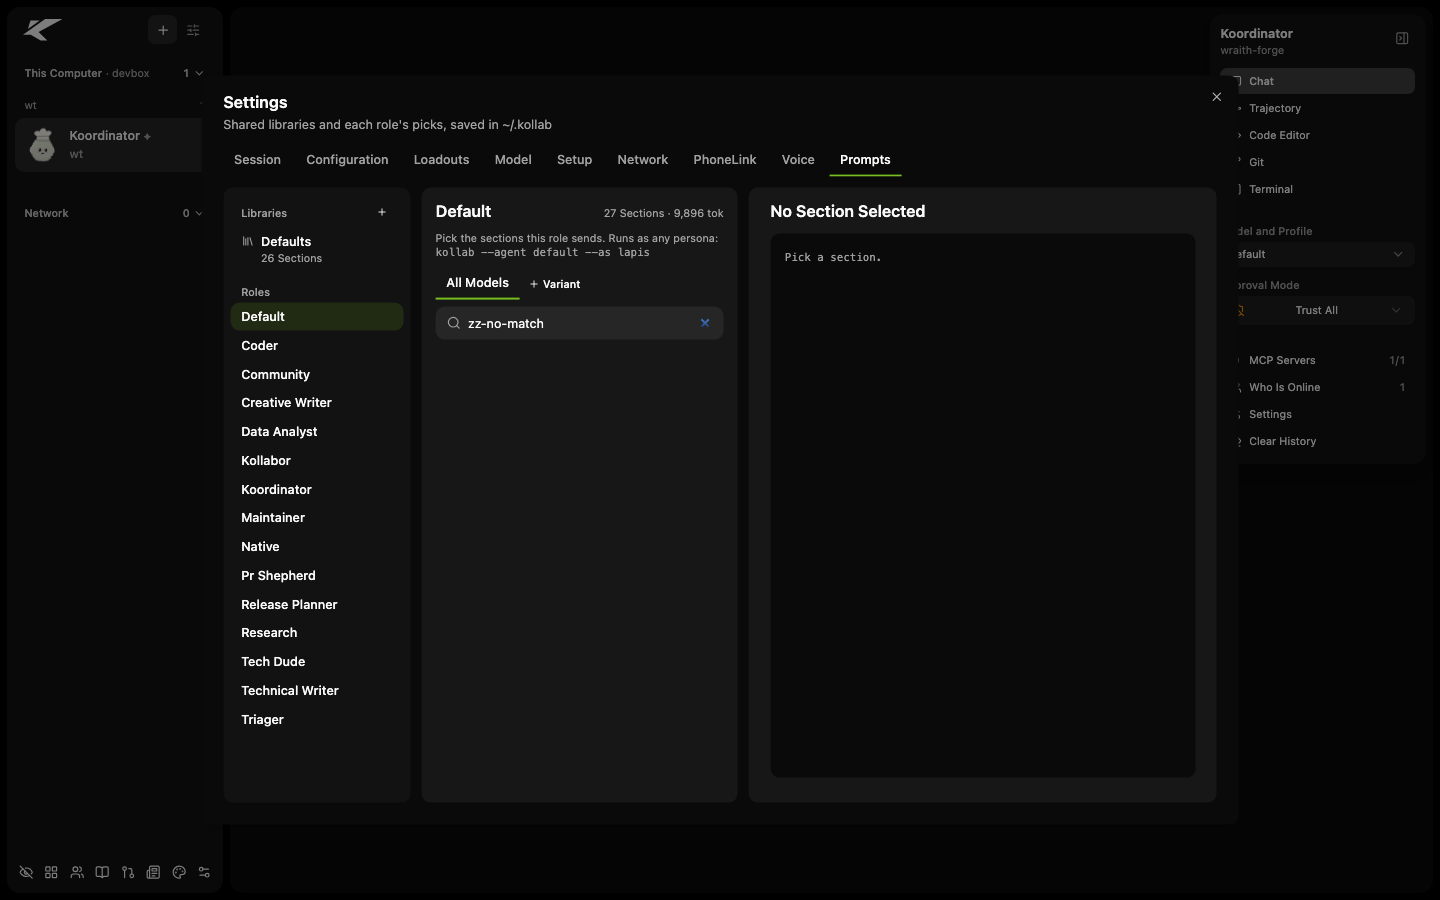 This Computer · devbox 1
wt
Koordinator
wt
Network 0
Settings
Shared libraries and each role's picks, saved in ~/.kollab
Session Configuration Loadouts Model Setup Network PhoneLink Voice Prompts
Libraries +
Defaults
26 Sections
Roles
Default
Coder
Community
Creative Writer
Data Analyst
Kollabor
Koordinator
Maintainer
Native
Pr Shepherd
Release Planner
Research
Tech Dude
Technical Writer
Triager
Default 27 Sections · 9,896 tok
Pick the sections this role sends. Runs as any persona:
kollab --agent default --as lapis
All Models + Variant
zz-no-match
No Section Selected
Pick a section.
Koordinator
wraith-forge
Chat
Trajectory
Code Editor
Git
Terminal
del and Profile
efault
proval Mode
Trust All
MCP Servers 1/1
Who Is Online 1
Settings
Clear History